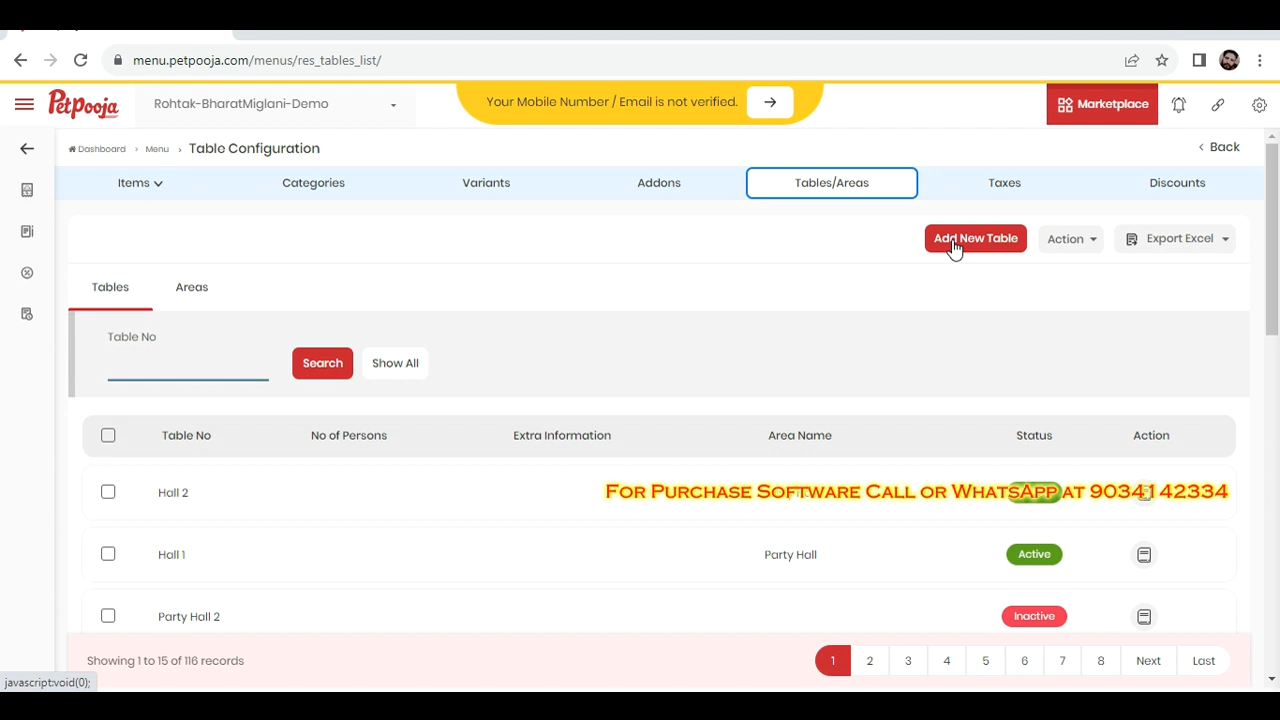 menu.petpooja.com/menus/res_tables_list/
Petpooja
Rohtak-BharatMiglani-Demo
Your Mobile Number / Email is not verified.
Marketplace
Dashboard › Menu › Table Configuration
Back
Items
Categories
Variants
Addons
Tables/Areas
Taxes
Discounts
Add New Table
Action
Export Excel
Tables
Areas
Table No
Search
Show All
Table No
No of Persons
Extra Information
Area Name
Status
Action
Hall 2
For Purchase Software Call or WhatsApp at 9034142334
Hall 1
Party Hall
Active
Party Hall 2
Inactive
Showing 1 to 15 of 116 records
1
2
3
4
5
6
7
8
Next
Last
javascript:void(0);